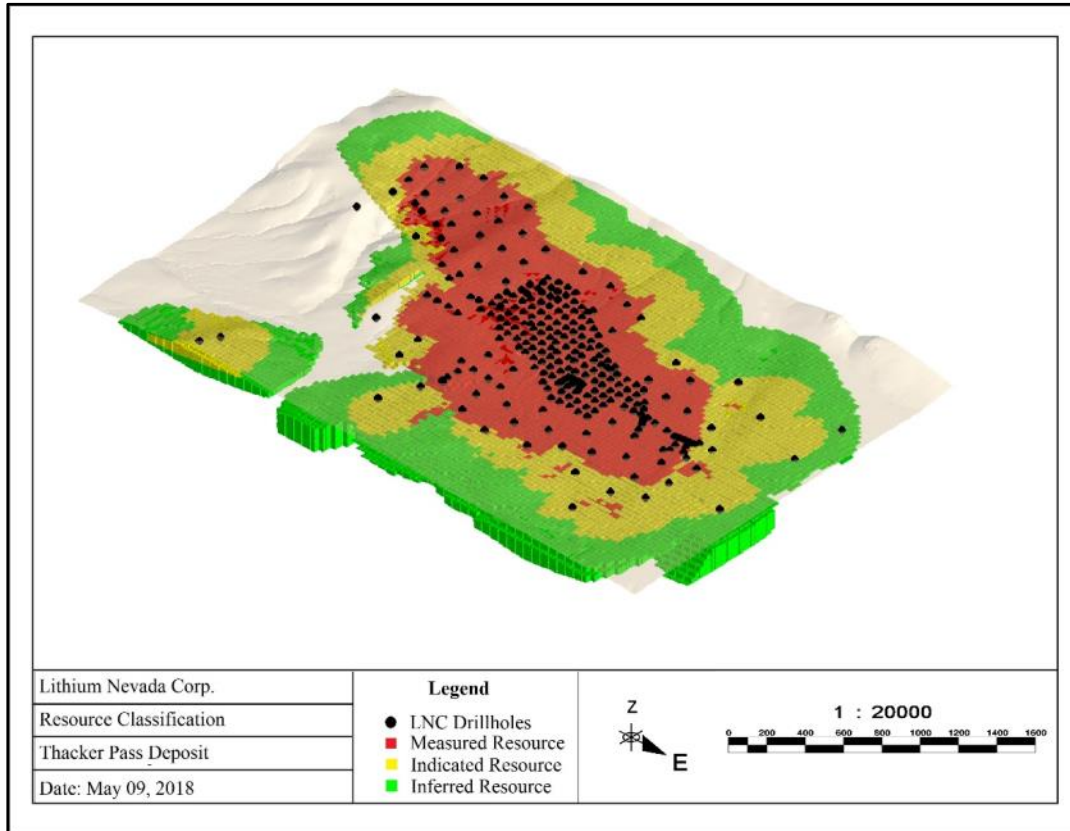 Lithium Nevada Corp.
Resource Classification
Thacker Pass Deposit
Date: May 09, 2018
Legend
LNC Drillholes
Measured Resource
Indicated Resource
Inferred Resource
Z
E
1 : 20000
0 200 400 600 800 1000 1200 1400 1600